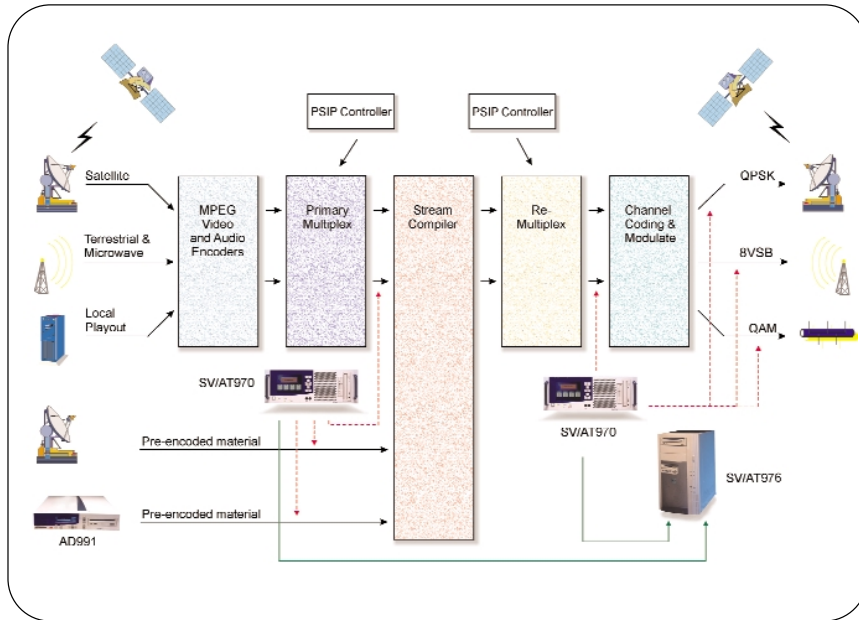 PSIP Controller
PSIP Controller
Satellite
QPSK
MPEG
Video
and Audio
Encoders
Primary
Multiplex
Stream
Compiler
Re-
Multiplex
Channel
Coding &
Modulate
Terrestrial &
Microwave
8VSB
Local
Playout
QAM
SV/AT970
SV/AT970
Pre-encoded material
SV/AT976
Pre-encoded material
AD991